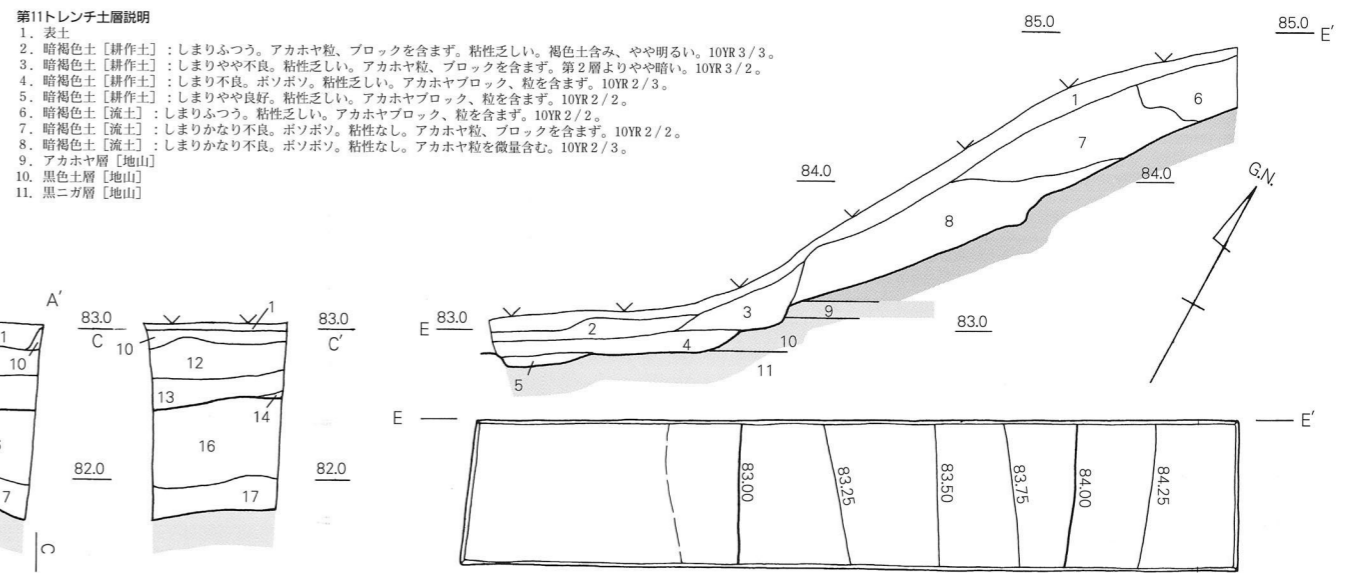 第11トレンチ土層説明
1. 表土
2. 暗褐色土［耕作土］：しまりふつう。アカホヤ粒、ブロックを含まず。粘性乏しい。褐色土含み、やや明るい。10YR 3 / 3。
3. 暗褐色土［耕作土］：しまりやや不良。粘性乏しい。アカホヤ粒、ブロックを含まず。第２層よりやや暗い。10YR 3 / 2。
4. 暗褐色土［耕作土］：しまり不良。ボソボソ。粘性乏しい。アカホヤブロック、粒を含まず。10YR 2 / 3。
5. 暗褐色土［耕作土］：しまりやや良好。粘性乏しい。アカホヤブロック、粒を含まず。10YR 2 / 2。
6. 暗褐色土［流土］：しまりふつう。粘性乏しい。アカホヤブロック、粒を含まず。10YR 2 / 2。
7. 暗褐色土［流土］：しまりかなり不良。ボソボソ。粘性なし。アカホヤ粒、ブロックを含まず。10YR 2 / 2。
8. 暗褐色土［流土］：しまりかなり不良。ボソボソ。粘性なし。アカホヤ粒を微量含む。10YR 2 / 3。
9. アカホヤ層［地山］
10. 黒色土層［地山］
11. 黒ニガ層［地山］
85.0
85.0 E′
1
6
7
84.0
84.0
8
G.N.
A′
1
10
7
C
83.0
C
10
1
83.0
C′
12
13
14
16
17
82.0
82.0
E 83.0
2
3
4
5
9
10
11
83.0
E
E′
83.00
83.25
83.50
83.75
84.00
84.25